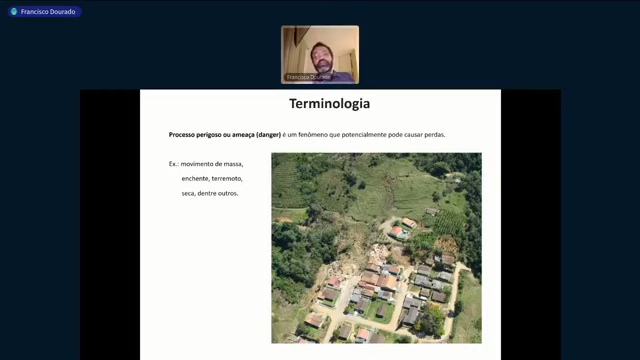 Francisco Dourado
Francisco Dourado
Terminologia
Processo perigoso ou ameaça (danger) é um fenômeno que potencialmente pode causar perdas.
Ex.: movimento de massa,
enchente, terremoto,
seca, dentre outros.